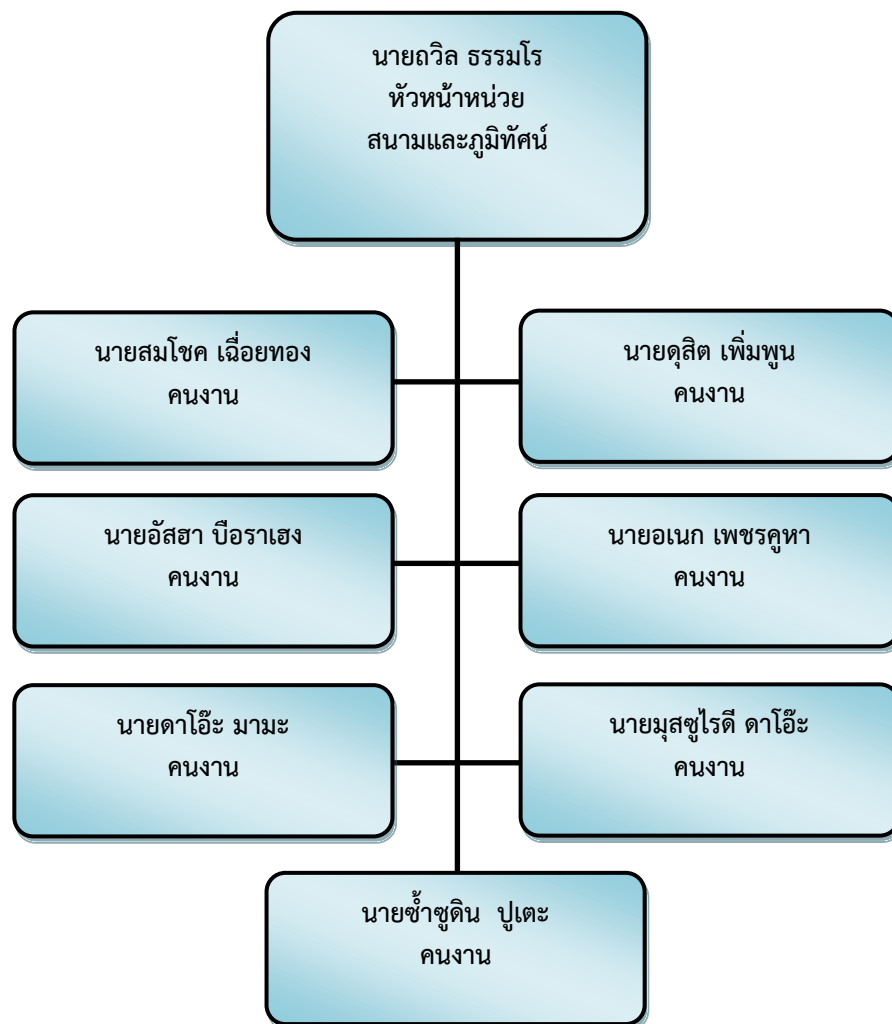 นายถวิล ธรรมโร
หัวหน้าหน่วย
สนามและภูมิทัศน์
นายสมโชค เฉื่อยทอง
คนงาน
นายดุสิต เพิ่มพูน
คนงาน
นายอัสฮา บือราเฮง
คนงาน
นายอเนก เพชรคูหา
คนงาน
นายดาโอ๊ะ มามะ
คนงาน
นายมุสซูไรดี ดาโอ๊ะ
คนงาน
นายซ้ำซูดิน ปูเตะ
คนงาน